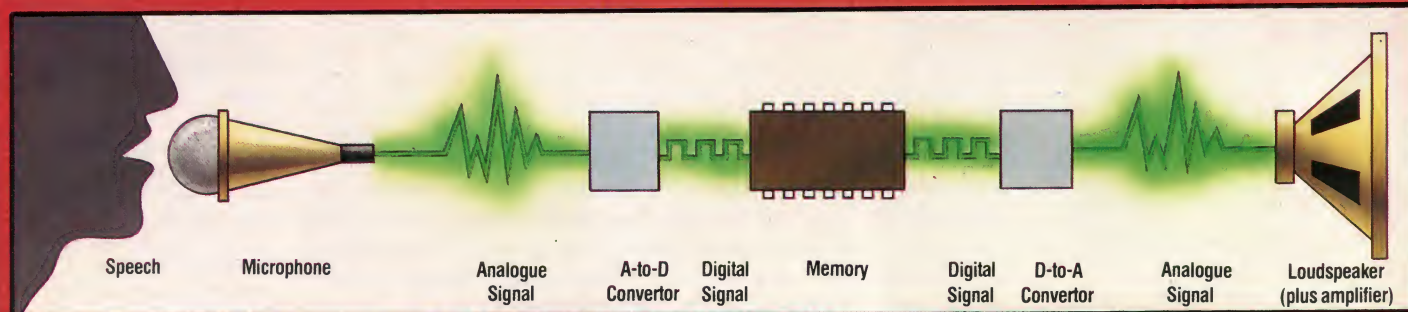 Speech
Microphone
Analogue
Signal
A-to-D
Convertor
Digital
Signal
Memory
Digital
Signal
D-to-A
Convertor
Analogue
Signal
Loudspeaker
(plus amplifier)